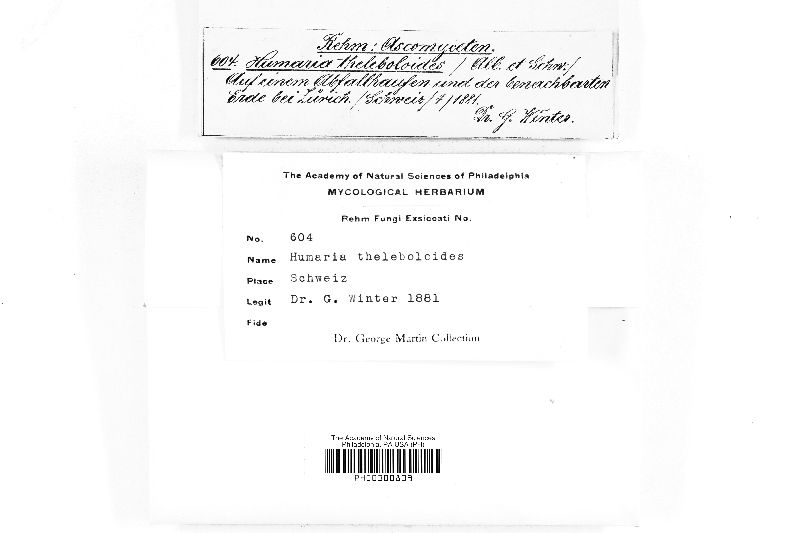 Rehm: Ascomyceten.
604. Humaria theleboloides / Alb. et Schw:/
Auf einem Abfallhaufen und der benachbarten
Erde bei Zürich /Schweiz/ 7/1881.
Dr. G. Winter.
The Academy of Natural Sciences of Philadelphia
MYCOLOGICAL HERBARIUM
Rehm Fungi Exsiccati No.
No. 604
Name Humaria theleboloides
Place Schweiz
Legit Dr. G. Winter 1881
Fide
Dr. George Martin Collection
The Academy of Natural Sciences
Philadelphia, PA USA (PH)